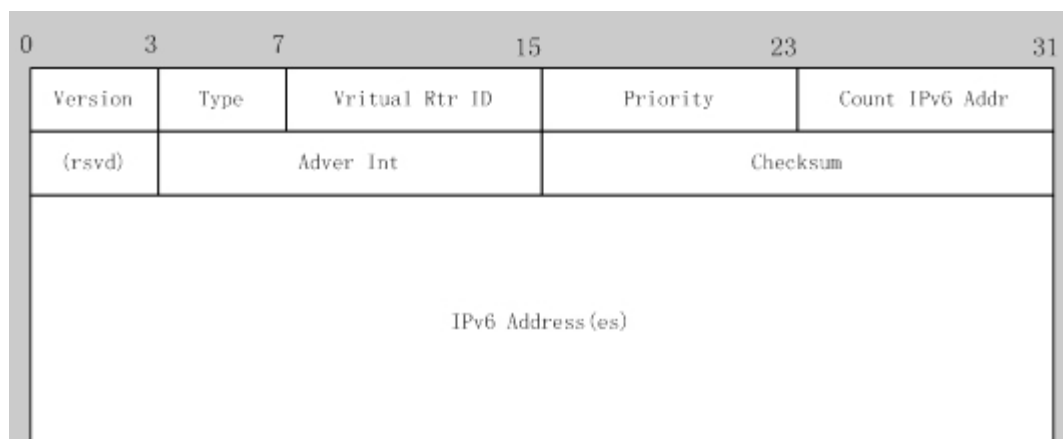 0 3 7 15 23 31
Version Type Vritual Rtr ID Priority Count IPv6 Addr
(rsvd) Adver Int Checksum
IPv6 Address(es)